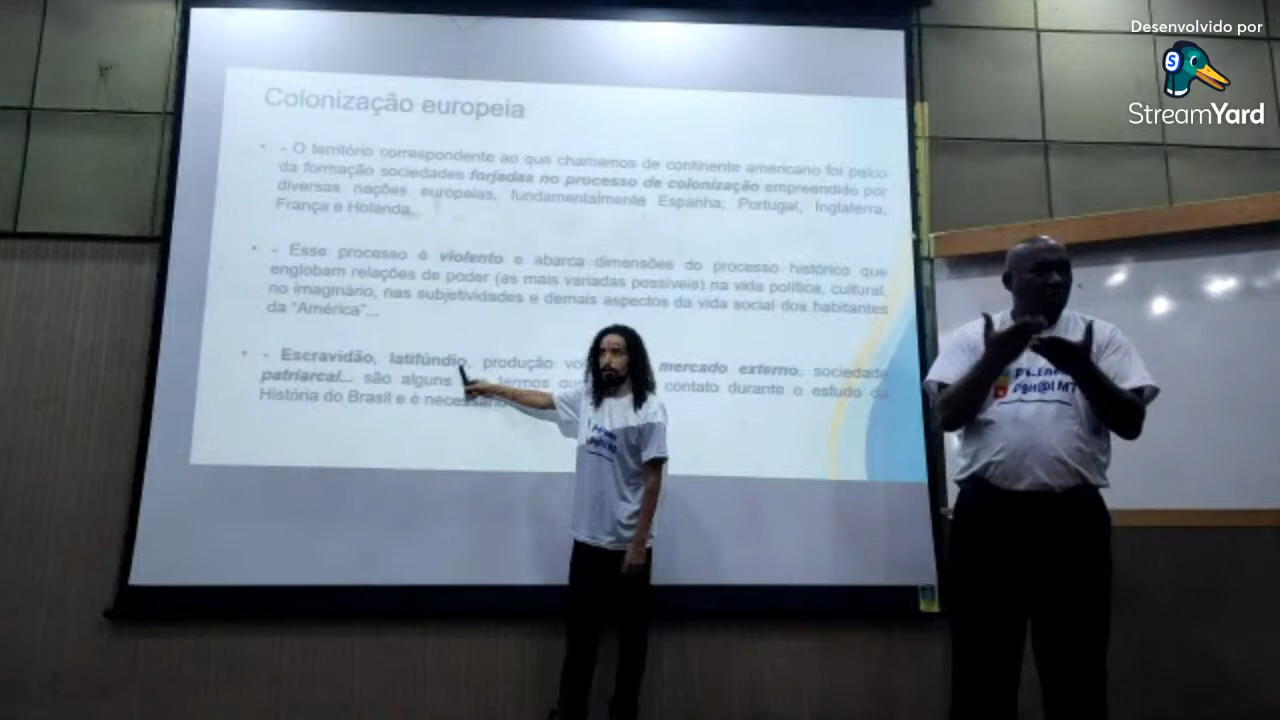 Desenvolvido por
StreamYard
Colonização europeia
- O território correspondente ao que chamamos de continente americano foi palco
da formação sociedades forjadas no processo de colonização empreendido por
diversas nações europeias, fundamentalmente Espanha, Portugal, Inglaterra,
França e Holanda.
- Esse processo é violento e abarca dimensões do processo histórico que
englobam relações de poder (as mais variadas possíveis) na vida política, cultural,
no imaginário, nas subjetividades e demais aspectos da vida social dos habitantes
da "América"...
- Escravidão, latifúndio, produção mercado externo, sociedade
patriarcal... são alguns termos contato durante o estudo da
História do Brasil e é necessário